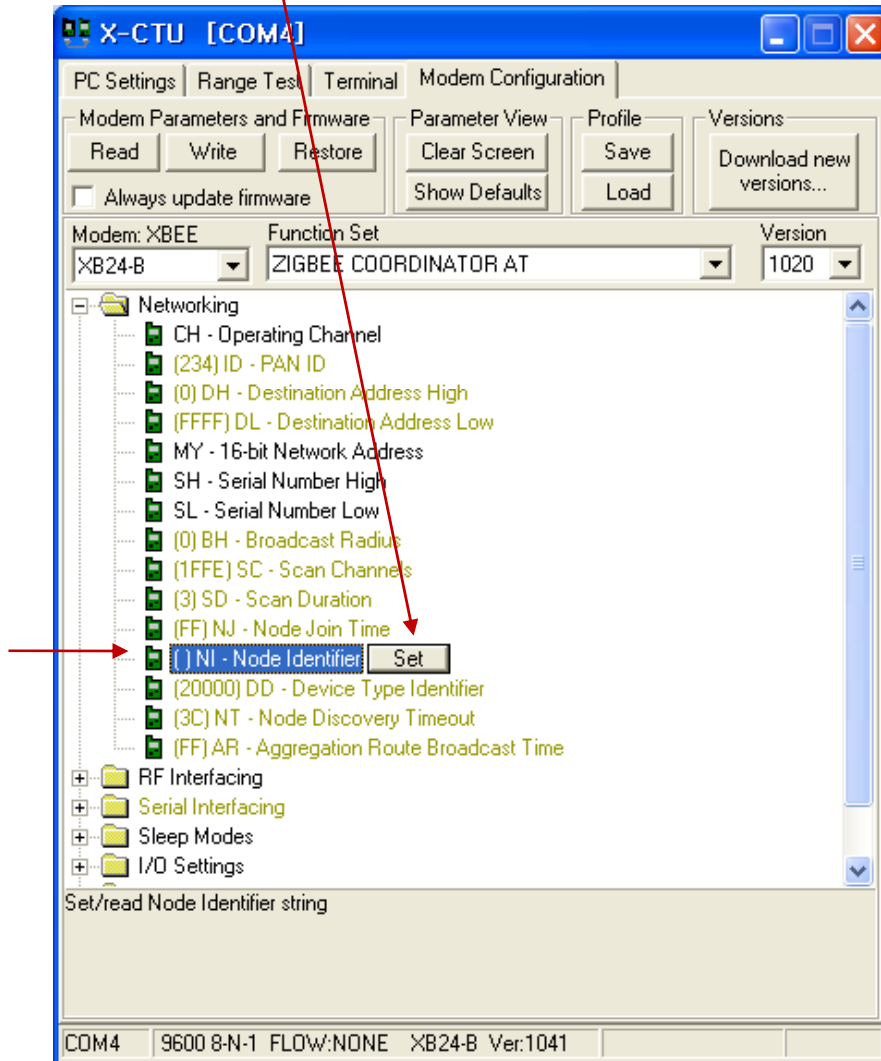 X-CTU [COM4]
PC Settings Range Test Terminal Modem Configuration
Modem Parameters and Firmware Parameter View Profile Versions
Read Write Restore Clear Screen Save Download new versions...
Always update firmware Show Defaults Load
Modem: XBEE Function Set Version
XB24-B ZIGBEE COORDINATOR AT 1020
Networking
CH - Operating Channel
(234) ID - PAN ID
(0) DH - Destination Address High
(FFFF) DL - Destination Address Low
MY - 16-bit Network Address
SH - Serial Number High
SL - Serial Number Low
(0) BH - Broadcast Radius
(1FFE) SC - Scan Channels
(3) SD - Scan Duration
(FF) NJ - Node Join Time
( ) NI - Node Identifier Set
(20000) DD - Device Type Identifier
(3C) NT - Node Discovery Timeout
(FF) AR - Aggregation Route Broadcast Time
RF Interfacing
Serial Interfacing
Sleep Modes
I/O Settings
Set/read Node Identifier string
COM4 9600 8-N-1 FLOW:NONE XB24-B Ver:1041